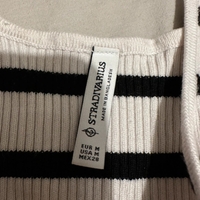 STRADIVARIUS
MADE IN BANGLADESH
EUR M
USA M
MEX 28